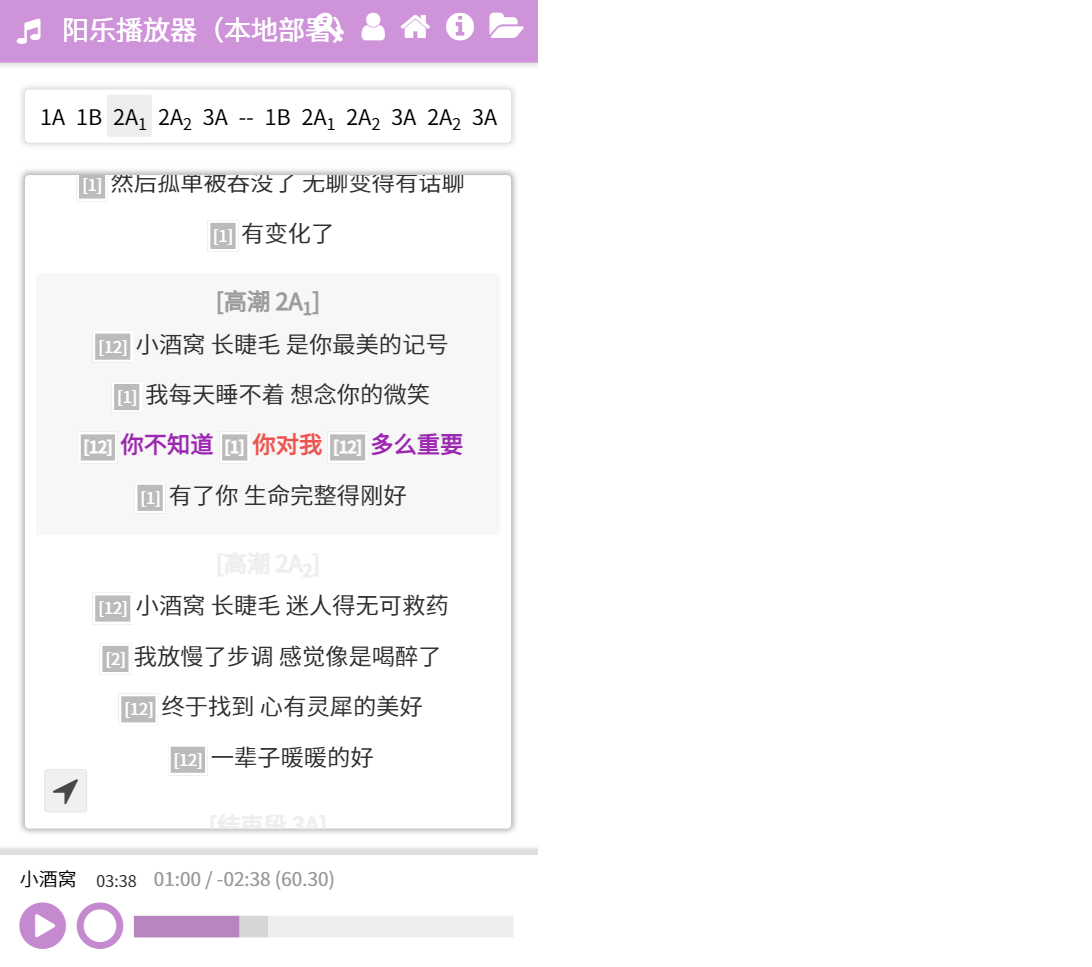 阳乐播放器（本地部署）
1A 1B 2A₁ 2A₂ 3A -- 1B 2A₁ 2A₂ 3A 2A₂ 3A
[1] 然后孤单被吞没了 无聊变得有话聊
[1] 有变化了
[高潮 2A₁]
[12] 小酒窝 长睫毛 是你最美的记号
[1] 我每天睡不着 想念你的微笑
[12] 你不知道 [1] 你对我 [12] 多么重要
[1] 有了你 生命完整得刚好
[高潮 2A₂]
[12] 小酒窝 长睫毛 迷人得无可救药
[2] 我放慢了步调 感觉像是喝醉了
[12] 终于找到 心有灵犀的美好
[12] 一辈子暖暖的好
[结束段 3A]
小酒窝 03:38 01:00 / -02:38 (60.30)